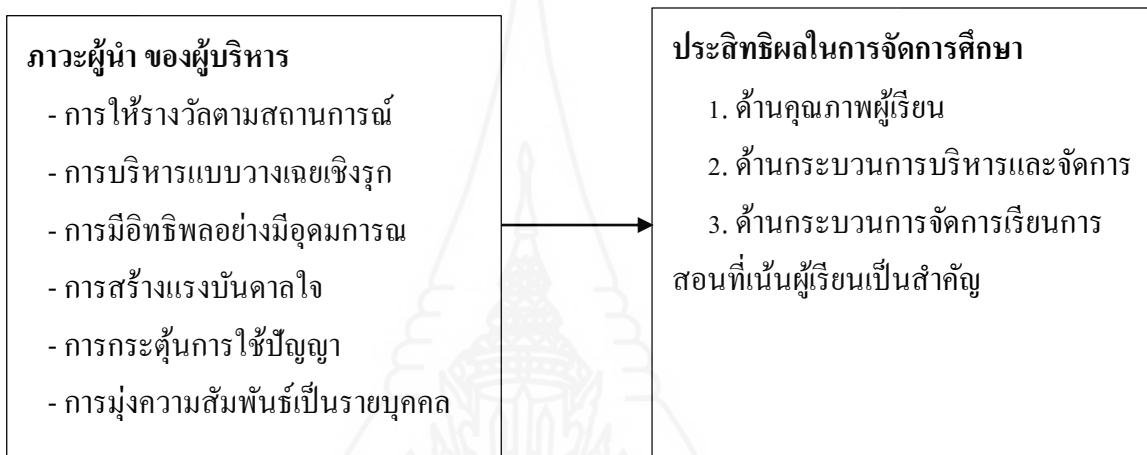 ภาวะผู้นำ ของผู้บริหาร
- การให้รางวัลตามสถานการณ์
- การบริหารแบบวางเฉยเชิงรุก
- การมีอิทธิพลอย่างมีอุดมการณ
- การสร้างแรงบันดาลใจ
- การกระตุ้นการใช้ปัญญา
- การมุ่งความสัมพันธ์เป็นรายบุคคล
ประสิทธิผลในการจัดการศึกษา
1. ด้านคุณภาพผู้เรียน
2. ด้านกระบวนการบริหารและจัดการ
3. ด้านกระบวนการจัดการเรียนการ
สอนที่เน้นผู้เรียนเป็นสำคัญ